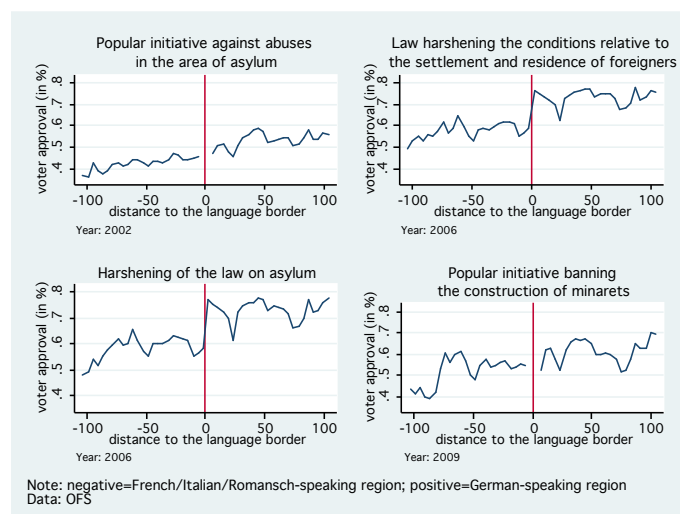 Popular initiative against abuses
in the area of asylum
voter approval (in %)
.8
.7
.6
.5
.4
-100 -50 0 50 100
distance to the language border
Year: 2002
Law harshening the conditions relative to
the settlement and residence of foreigners
voter approval (in %)
.8
.7
.6
.5
.4
-100 -50 0 50 100
distance to the language border
Year: 2006
Harshening of the law on asylum
voter approval (in %)
.8
.7
.6
.5
.4
-100 -50 0 50 100
distance to the language border
Year: 2006
Popular initiative banning
the construction of minarets
voter approval (in %)
.8
.7
.6
.5
.4
-100 -50 0 50 100
distance to the language border
Year: 2009
Note: negative=French/Italian/Romansch-speaking region; positive=German-speaking region
Data: OFS